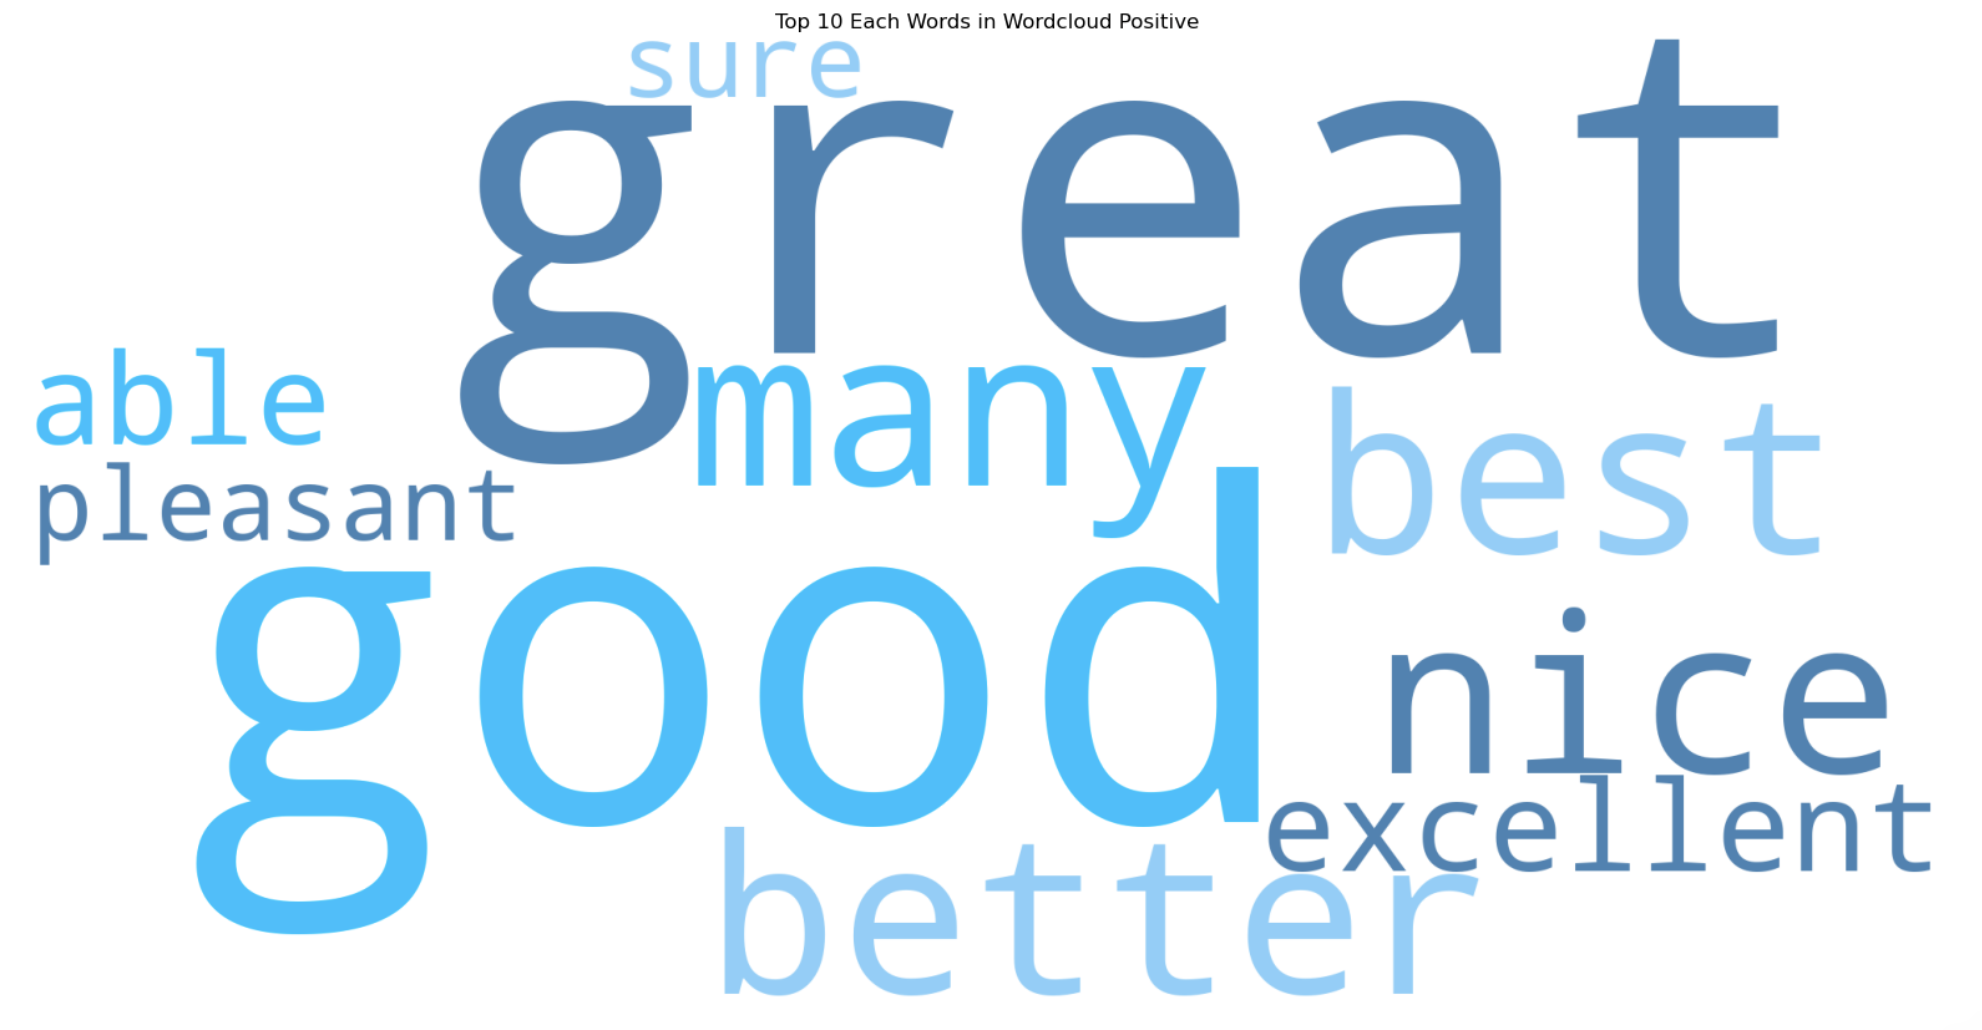 Top 10 Each Words in Wordcloud Positive
sure
great
able
many
best
pleasant
good
nice
excellent
better